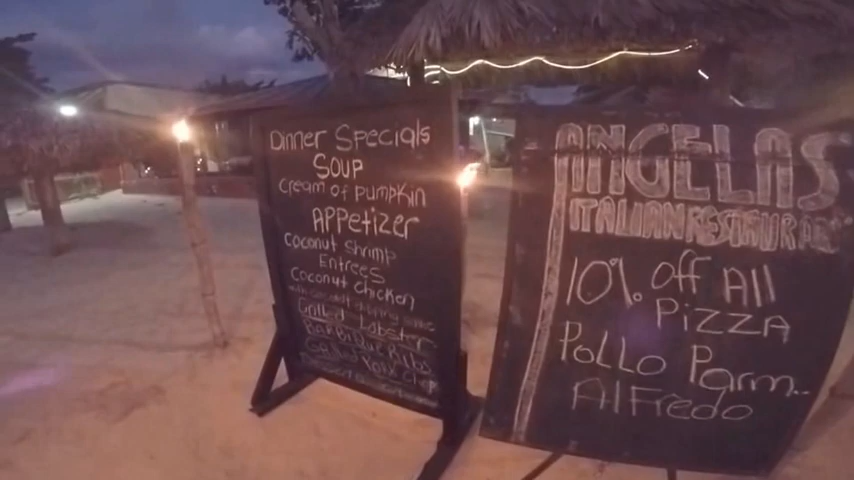 Dinner Specials
Soup
Cream of Pumpkin
Appetizer
Coconut Shrimp
Entrees
Coconut chicken
Grilled Lobster
BarBique Ribs
Grilled Pork chop
ANGELAS
ITALIAN RESTAURANT
10% off All
Pizza
Pollo Parm..
Alfredo